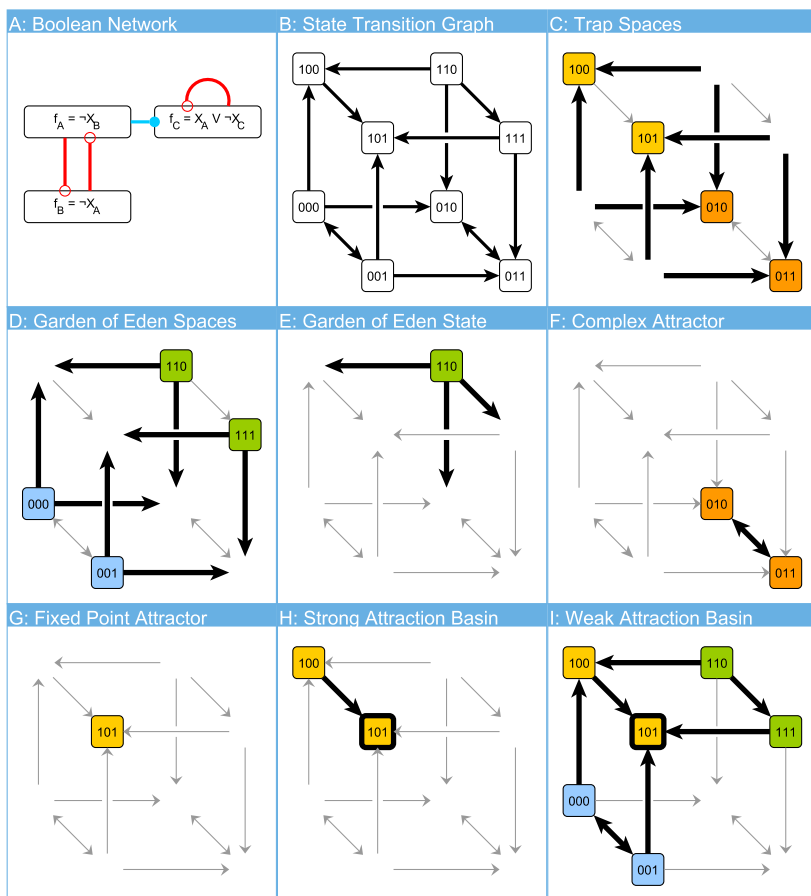 A: Boolean Network
B: State Transition Graph
C: Trap Spaces
f_A = ¬X_B
f_C = X_A V ¬X_C
f_B = ¬X_A
100
110
101
111
000
010
001
011
100
101
010
011
D: Garden of Eden Spaces
E: Garden of Eden State
F: Complex Attractor
110
111
000
001
110
010
011
G: Fixed Point Attractor
H: Strong Attraction Basin
I: Weak Attraction Basin
101
100
101
100
110
101
111
000
001